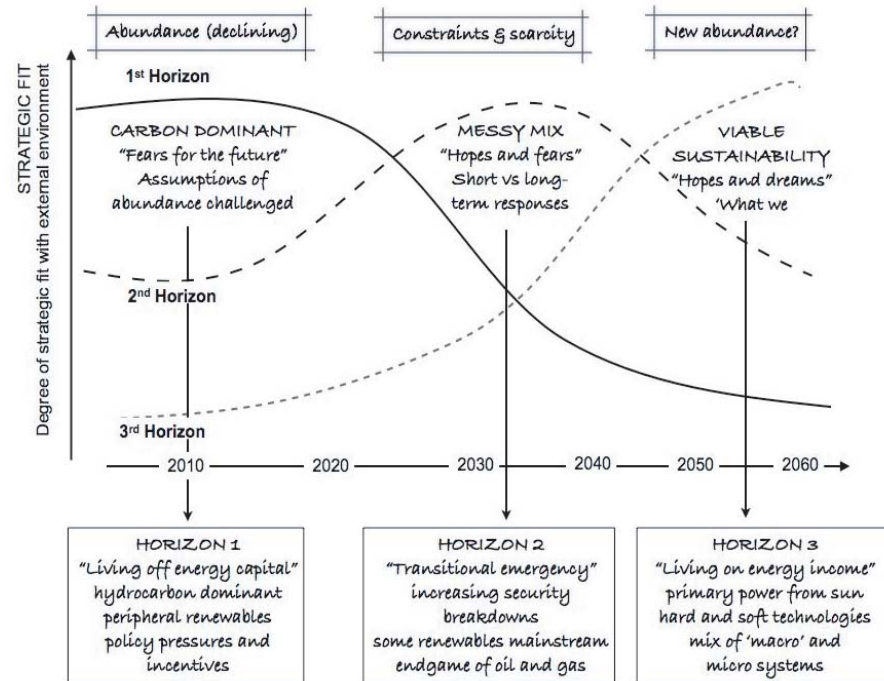 Abundance (declining)
Constraints & scarcity
New abundance?
STRATEGIC FIT
Degree of strategic fit with external environment
1st Horizon
CARBON DOMINANT
"Fears for the future"
Assumptions of
abundance challenged
MESSY MIX
"Hopes and fears"
Short vs long-
term responses
VIABLE
SUSTAINABILITY
"Hopes and dreams"
'What we
2nd Horizon
3rd Horizon
2010 2020 2030 2040 2050 2060
HORIZON 1
"Living off energy capital"
hydrocarbon dominant
peripheral renewables
policy pressures and
incentives
HORIZON 2
"Transitional emergency"
increasing security
breakdowns
some renewables mainstream
endgame of oil and gas
HORIZON 3
"Living on energy income"
primary power from sun
hard and soft technologies
mix of 'macro' and
micro systems